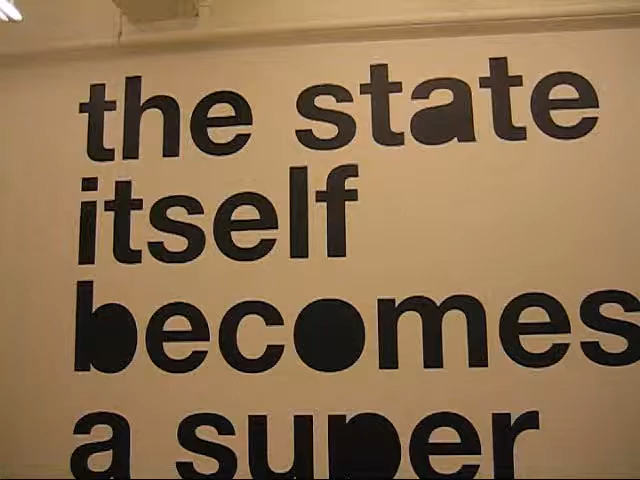 the state
itself
becomes
a super